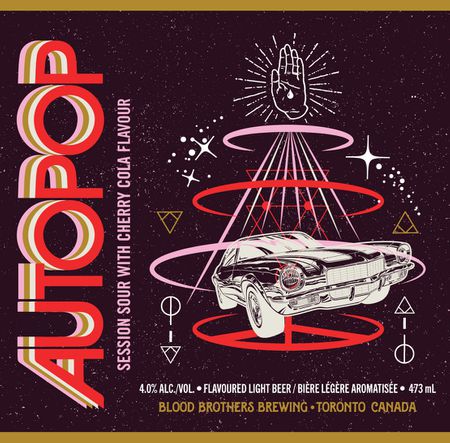 AUTOPOP
SESSION SOUR WITH CHERRY COLA FLAVOUR
4.0% ALC./VOL. • FLAVOURED LIGHT BEER / BIÈRE LÉGÈRE AROMATISÉE • 473 mL
BLOOD BROTHERS BREWING • TORONTO CANADA